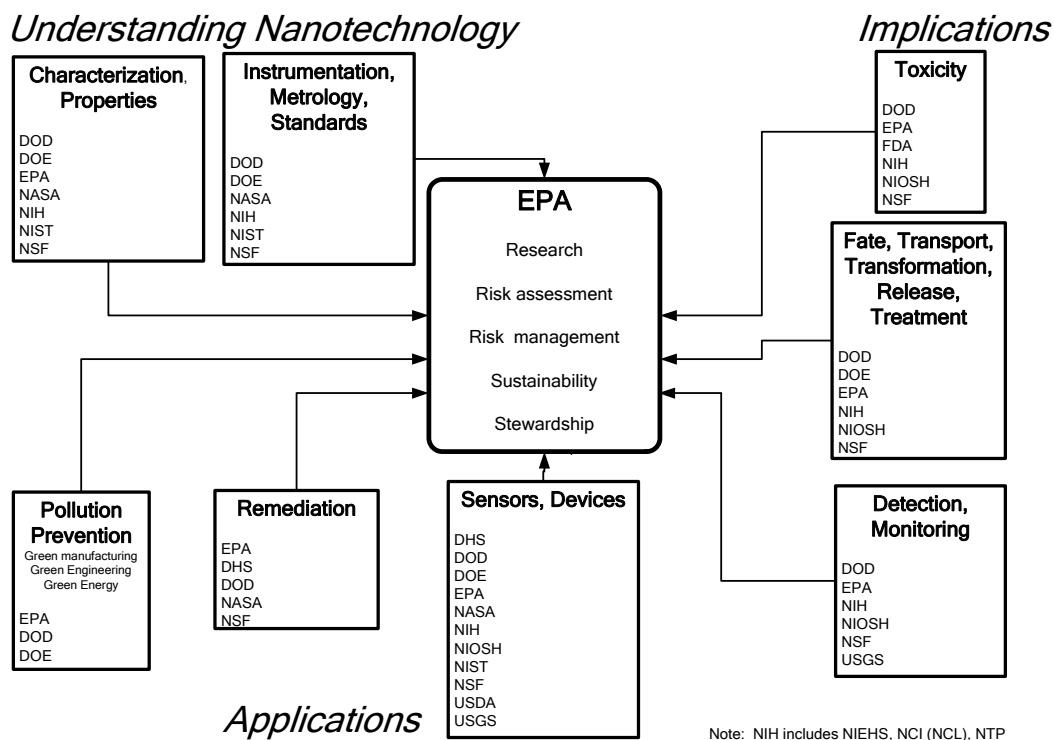 Understanding Nanotechnology
Implications
Characterization,
Properties
DOD
DOE
EPA
NASA
NIH
NIST
NSF
Instrumentation,
Metrology,
Standards
DOD
DOE
NASA
NIH
NIST
NSF
Toxicity
DOD
EPA
FDA
NIH
NIOSH
NSF
EPA
Research
Risk assessment
Risk management
Sustainability
Stewardship
Fate, Transport,
Transformation,
Release,
Treatment
DOD
DOE
EPA
NIH
NIOSH
NSF
Pollution
Prevention
Green manufacturing
Green Engineering
Green Energy
EPA
DOD
DOE
Remediation
EPA
DHS
DOD
NASA
NSF
Sensors, Devices
DHS
DOD
DOE
EPA
NASA
NIH
NIOSH
NIST
NSF
USDA
USGS
Detection,
Monitoring
DOD
EPA
NIH
NIOSH
NSF
USGS
Applications
Note: NIH includes NIEHS, NCI (NCL), NTP